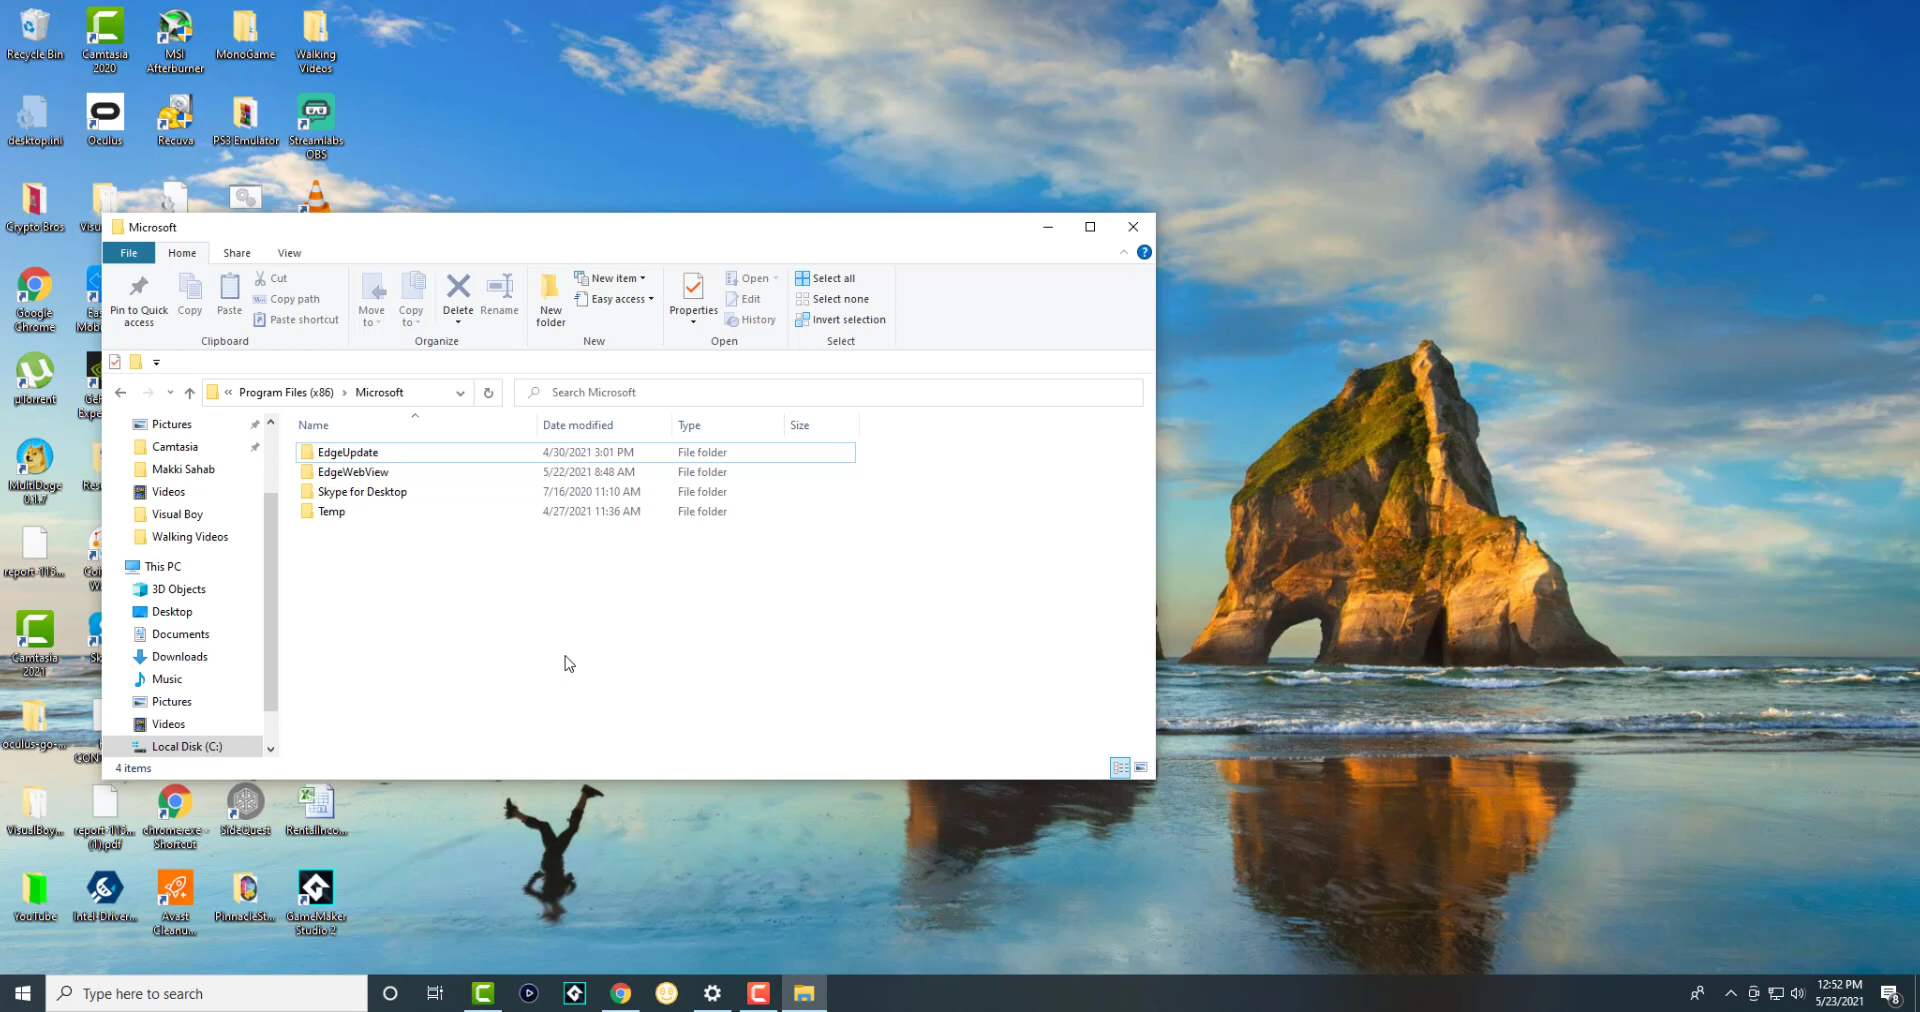 Recycle Bin
Camtasia
2020
MSI
Afterburner
MonoGame
Walking
Videos
desktop.ini
Oculus
Recuva
PS3 Emulator
Streamlabs
OBS
Crypto Bros
Google
Chrome
µTorrent
MultiDoge
0.1.7
report-1115...
Camtasia
2021
oculus-go-...
Microsoft
File
Home
Share
View
Pin to Quick
access
Copy
Paste
Cut
Copy path
Paste shortcut
Clipboard
Move
to
Copy
to
Delete
Rename
Organize
New
folder
New item
Easy access
New
Properties
Open
Edit
History
Open
Select all
Select none
Invert selection
Select
« Program Files (x86) › Microsoft
Search Microsoft
Pictures
Camtasia
Makki Sahab
Videos
Visual Boy
Walking Videos
This PC
3D Objects
Desktop
Documents
Downloads
Music
Pictures
Videos
Local Disk (C:)
Name Date modified Type Size
EdgeUpdate 4/30/2021 3:01 PM File folder
EdgeWebView 5/22/2021 8:48 AM File folder
Skype for Desktop 7/16/2020 11:10 AM File folder
Temp 4/27/2021 11:36 AM File folder
4 items
VisualBoy...
report-1115...
(1).pdf
chrome.exe -
Shortcut
SideQuest
RentalInco...
YouTube
Intel-Driver...
Avast
Cleanu...
PinnacleSt...
GameMaker
Studio 2
Type here to search
12:52 PM
5/23/2021
8